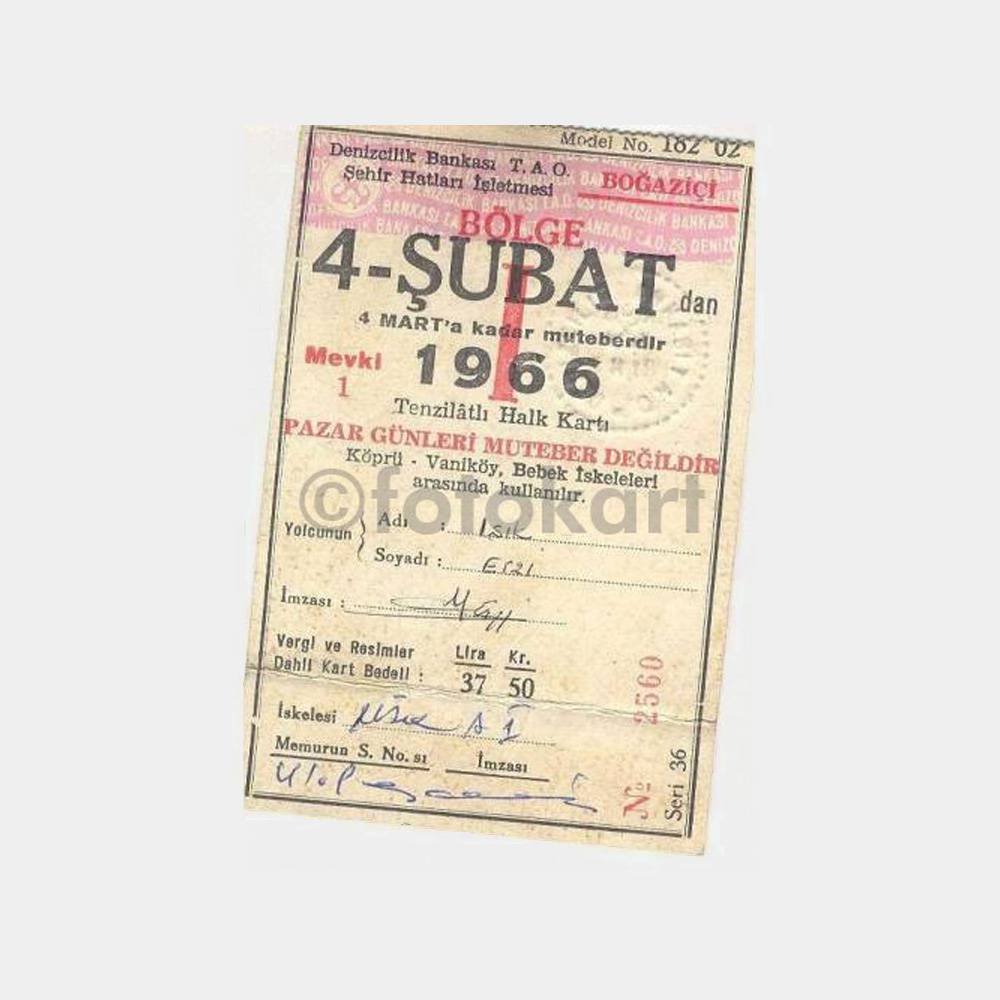 Model No. 182 02
Denizcilik Bankası T.A.O.
Şehir Hatları İşletmesi
BOĞAZİÇİ
BÖLGE
I
4-ŞUBAT dan
4 MART'a kadar muteberdir
Mevki
1
1966
Tenzilâtlı Halk Kartı
PAZAR GÜNLERİ MUTEBER DEĞİLDİR
Köprü - Vaniköy, Bebek İskeleleri
arasında kullanılır.
©fotokart
Yolcunun
Adı : Işık
Soyadı :
İmzası :
Vergi ve Resimler
Dahil Kart Bedeli :
Lira Kr.
37 50
İskelesi
Memurun S. No. sı
İmzası
No 2560
Seri 36